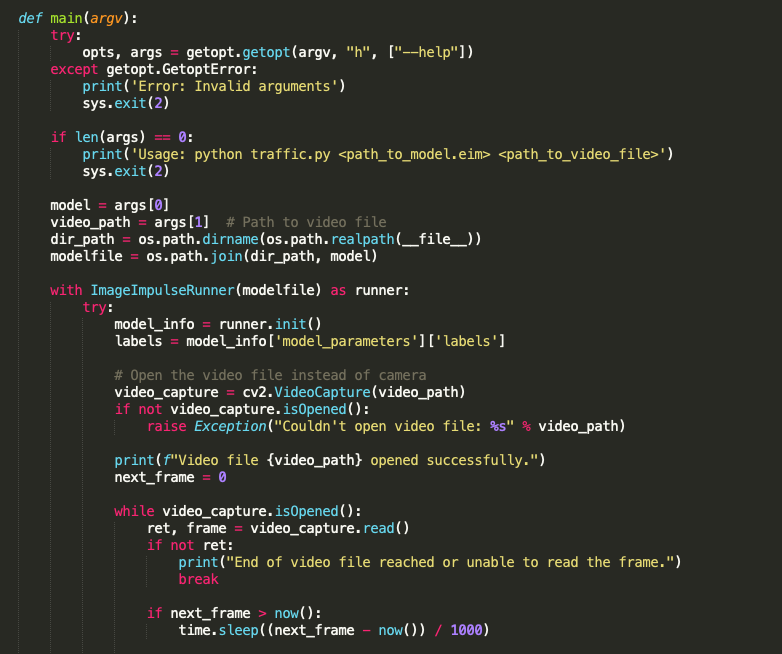 def main(argv):
    try:
        opts, args = getopt.getopt(argv, "h", ["--help"])
    except getopt.GetoptError:
        print('Error: Invalid arguments')
        sys.exit(2)

    if len(args) == 0:
        print('Usage: python traffic.py <path_to_model.eim> <path_to_video_file>')
        sys.exit(2)

    model = args[0]
    video_path = args[1]  # Path to video file
    dir_path = os.path.dirname(os.path.realpath(__file__))
    modelfile = os.path.join(dir_path, model)

    with ImageImpulseRunner(modelfile) as runner:
        try:
            model_info = runner.init()
            labels = model_info['model_parameters']['labels']

            # Open the video file instead of camera
            video_capture = cv2.VideoCapture(video_path)
            if not video_capture.isOpened():
                raise Exception("Couldn't open video file: %s" % video_path)

            print(f"Video file {video_path} opened successfully.")
            next_frame = 0

            while video_capture.isOpened():
                ret, frame = video_capture.read()
                if not ret:
                    print("End of video file reached or unable to read the frame.")
                    break

                if next_frame > now():
                    time.sleep((next_frame - now()) / 1000)